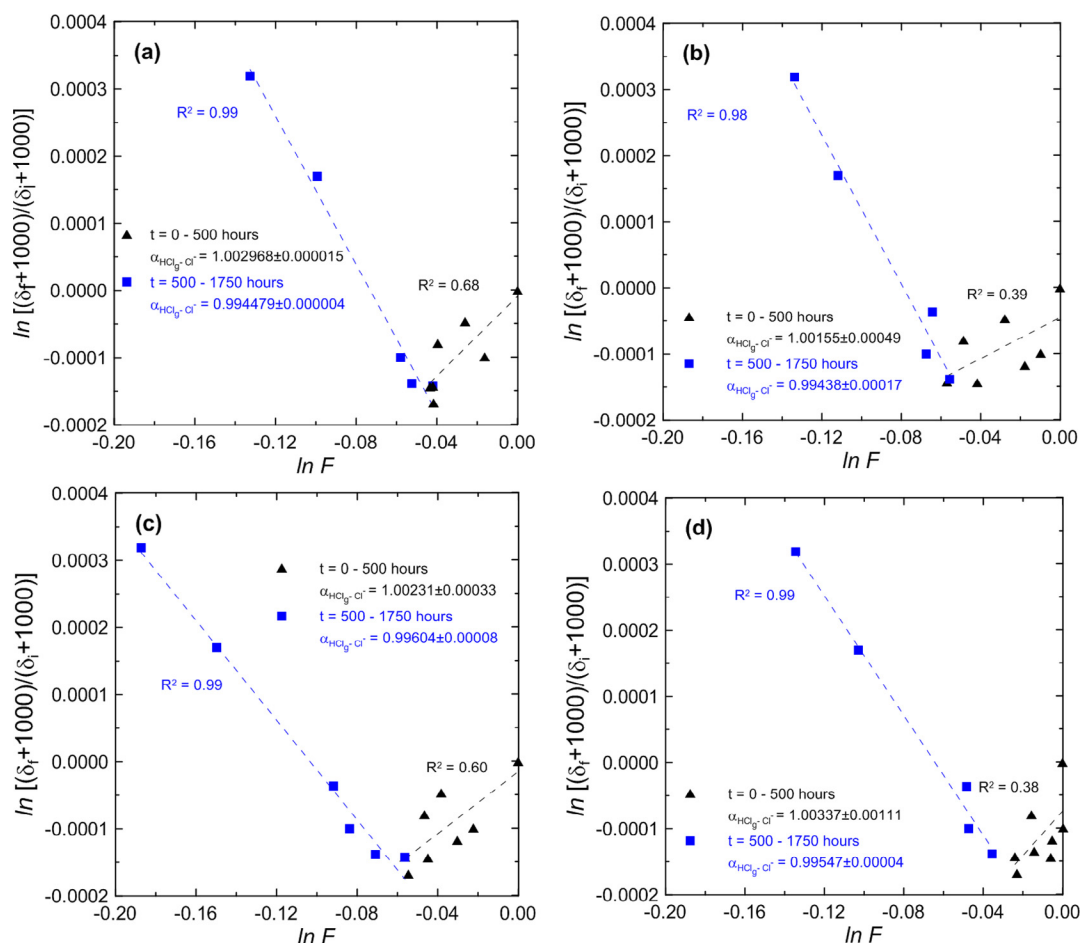 (a)
R² = 0.99
t = 0 - 500 hours
αHClg- Cl- = 1.002968±0.000015
t = 500 - 1750 hours
αHClg- Cl- = 0.994479±0.000004
R² = 0.68
0.0004
0.0003
0.0002
0.0001
0.0000
-0.0001
-0.0002
-0.20
-0.16
-0.12
-0.08
-0.04
0.00
ln [(δf+1000)/(δi+1000)]
ln F
(b)
R² = 0.98
R² = 0.39
t = 0 - 500 hours
αHClg- Cl- = 1.00155±0.00049
t = 500 - 1750 hours
αHClg- Cl- = 0.99438±0.00017
0.0004
0.0003
0.0002
0.0001
0.0000
-0.0001
-0.0002
-0.20
-0.16
-0.12
-0.08
-0.04
0.00
ln [(δf+1000)/(δi+1000)]
ln F
(c)
t = 0 - 500 hours
αHClg- Cl- = 1.00231±0.00033
t = 500 - 1750 hours
αHClg- Cl- = 0.99604±0.00008
R² = 0.99
R² = 0.60
0.0004
0.0003
0.0002
0.0001
0.0000
-0.0001
-0.0002
-0.20
-0.16
-0.12
-0.08
-0.04
0.00
ln [(δf+1000)/(δi+1000)]
ln F
(d)
R² = 0.99
R² = 0.38
t = 0 - 500 hours
αHClg- Cl- = 1.00337±0.00111
t = 500 - 1750 hours
αHClg- Cl- = 0.99547±0.00004
0.0004
0.0003
0.0002
0.0001
0.0000
-0.0001
-0.0002
-0.20
-0.16
-0.12
-0.08
-0.04
0.00
ln [(δf+1000)/(δi+1000)]
ln F